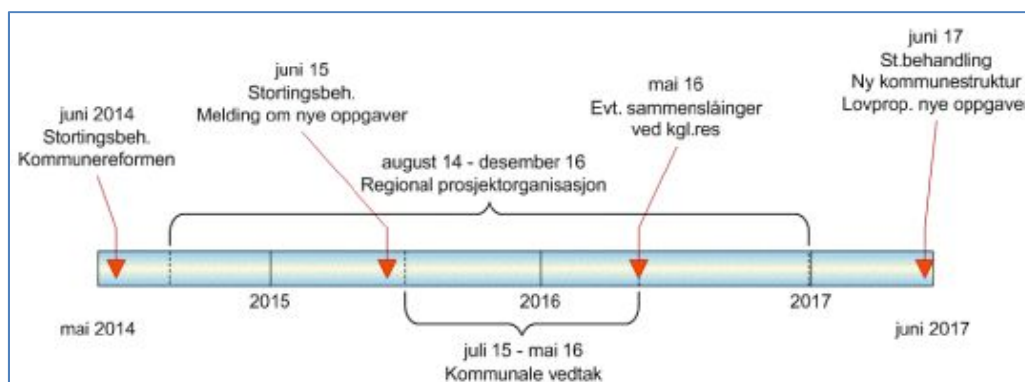 juni 2014
Stortingsbeh.
Kommunereformen
juni 15
Stortingsbeh.
Melding om nye oppgaver
mai 16
Evt. sammenslåinger
ved kgl.res
juni 17
St.behandling
Ny kommunestruktur
Lovprop. nye oppgaver
august 14 - desember 16
Regional prosjektorganisasjon
2015
2016
2017
mai 2014
juni 2017
juli 15 - mai 16
Kommunale vedtak